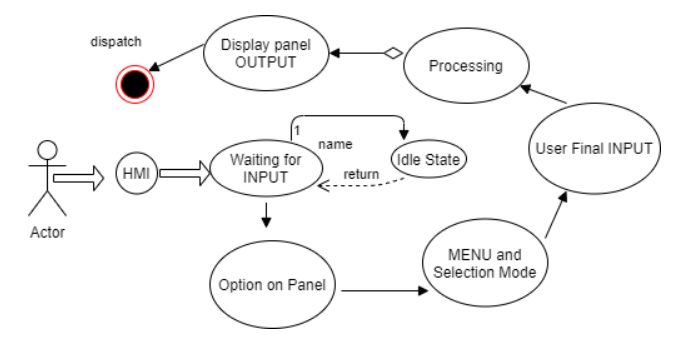 dispatch
Display panel
OUTPUT
Processing
1
name
HMI
Waiting for
INPUT
Idle State
return
User Final INPUT
Actor
Option on Panel
MENU and
Selection Mode